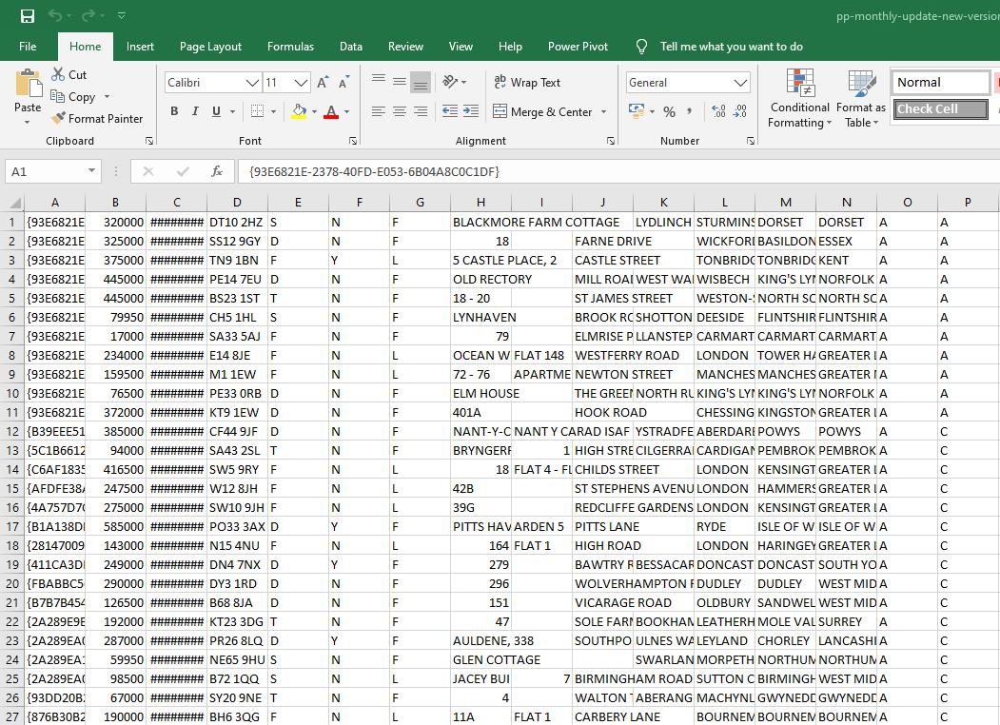 pp-monthly-update-new-version
File Home Insert Page Layout Formulas Data Review View Help Power Pivot Tell me what you want to do
Paste Cut Copy Format Painter Clipboard
Calibri 11 A A B I U A Font
ab Wrap Text Merge & Center Alignment
General % , Number
Conditional Formatting Format as Table
Normal
Check Cell
A1 fx {93E6821E-2378-40FD-E053-6B04A8C0C1DF}
A B C D E F G H I J K L M N O P
1 {93E6821E 320000 ######## DT10 2HZ S N F BLACKMORE FARM COTTAGE LYDLINCH STURMINS DORSET DORSET A A
2 {93E6821E 325000 ######## SS12 9GY D N F 18 FARNE DRIVE WICKFORD BASILDON ESSEX A A
3 {93E6821E 375000 ######## TN9 1BN F Y L 5 CASTLE PLACE, 2 CASTLE STREET TONBRIDG TONBRIDG KENT A A
4 {93E6821E 445000 ######## PE14 7EU D N F OLD RECTORY MILL ROAD WEST WAL WISBECH KING'S LYN NORFOLK A A
5 {93E6821E 445000 ######## BS23 1ST T N F 18 - 20 ST JAMES STREET WESTON-S NORTH SO NORTH SO A A
6 {93E6821E 79950 ######## CH5 1HL S N F LYNHAVEN BROOK RO SHOTTON DEESIDE FLINTSHIR FLINTSHIR A A
7 {93E6821E 17000 ######## SA33 5AJ F N L 79 ELMRISE P LLANSTEP CARMART CARMART CARMART A A
8 {93E6821E 234000 ######## E14 8JE F N L OCEAN W FLAT 148 WESTFERRY ROAD LONDON TOWER HA GREATER L A A
9 {93E6821E 159500 ######## M1 1EW F N L 72 - 76 APARTME NEWTON STREET MANCHES MANCHES GREATER M A A
10 {93E6821E 76500 ######## PE33 0RB D N F ELM HOUSE THE GREEN NORTH RU KING'S LYN KING'S LYN NORFOLK A A
11 {93E6821E 372000 ######## KT9 1EW D N F 401A HOOK ROAD CHESSING KINGSTON GREATER L A A
12 {B39EEE51 385000 ######## CF44 9JF D N F NANT-Y-C NANT Y CARAD ISAF YSTRADFE ABERDARE POWYS POWYS A C
13 {5C1B6612 94000 ######## SA43 2SL T N F BRYNGERF 1 HIGH STRE CILGERRA CARDIGAN PEMBROK PEMBROK A C
14 {C6AF1835 416500 ######## SW5 9RY F N L 18 FLAT 4 - FL CHILDS STREET LONDON KENSINGT GREATER L A C
15 {AFDFE38A 247500 ######## W12 8JH F N L 42B ST STEPHENS AVENU LONDON HAMMERS GREATER L A C
16 {4A757D7C 275000 ######## SW10 9JH F N L 39G REDCLIFFE GARDENS LONDON KENSINGT GREATER L A C
17 {B1A138DI 585000 ######## PO33 3AX D Y F PITTS HAV ARDEN 5 PITTS LANE RYDE ISLE OF W ISLE OF W A C
18 {28147009 143000 ######## N15 4NU F N L 164 FLAT 1 HIGH ROAD LONDON HARINGEY GREATER L A C
19 {411CA3DI 249000 ######## DN4 7NX D Y F 279 BAWTRY R BESSACAR DONCAST DONCAST SOUTH YO A C
20 {FBABBC5 290000 ######## DY3 1RD D N F 296 WOLVERHAMPTON R DUDLEY DUDLEY WEST MID A C
21 {B7B7B454 126500 ######## B68 8JA D N F 151 VICARAGE ROAD OLDBURY SANDWEL WEST MID A C
22 {2A289E9E 192000 ######## KT23 3DG T N F 47 SOLE FARM BOOKHAM LEATHERH MOLE VAL SURREY A C
23 {2A289EA0 287000 ######## PR26 8LQ D Y F AULDENE, 338 SOUTHPO ULNES WA LEYLAND CHORLEY LANCASHI A C
24 {2A289EA1 59950 ######## NE65 9HU S N F GLEN COTTAGE SWARLAN MORPETH NORTHUM NORTHUM A C
25 {2A289EA0 98500 ######## B72 1QQ S N L JACEY BUI 7 BIRMINGHAM ROAD SUTTON C BIRMINGH WEST MID A C
26 {93DD20B2 67000 ######## SY20 9NE T N F 4 WALTON T ABERANG MACHYNL GWYNEDD GWYNEDD A C
27 {876B30B2 190000 ######## BH6 3QG F N L 11A FLAT 1 CARBERY LANE BOURNEM BOURNEM BOURNEM A C